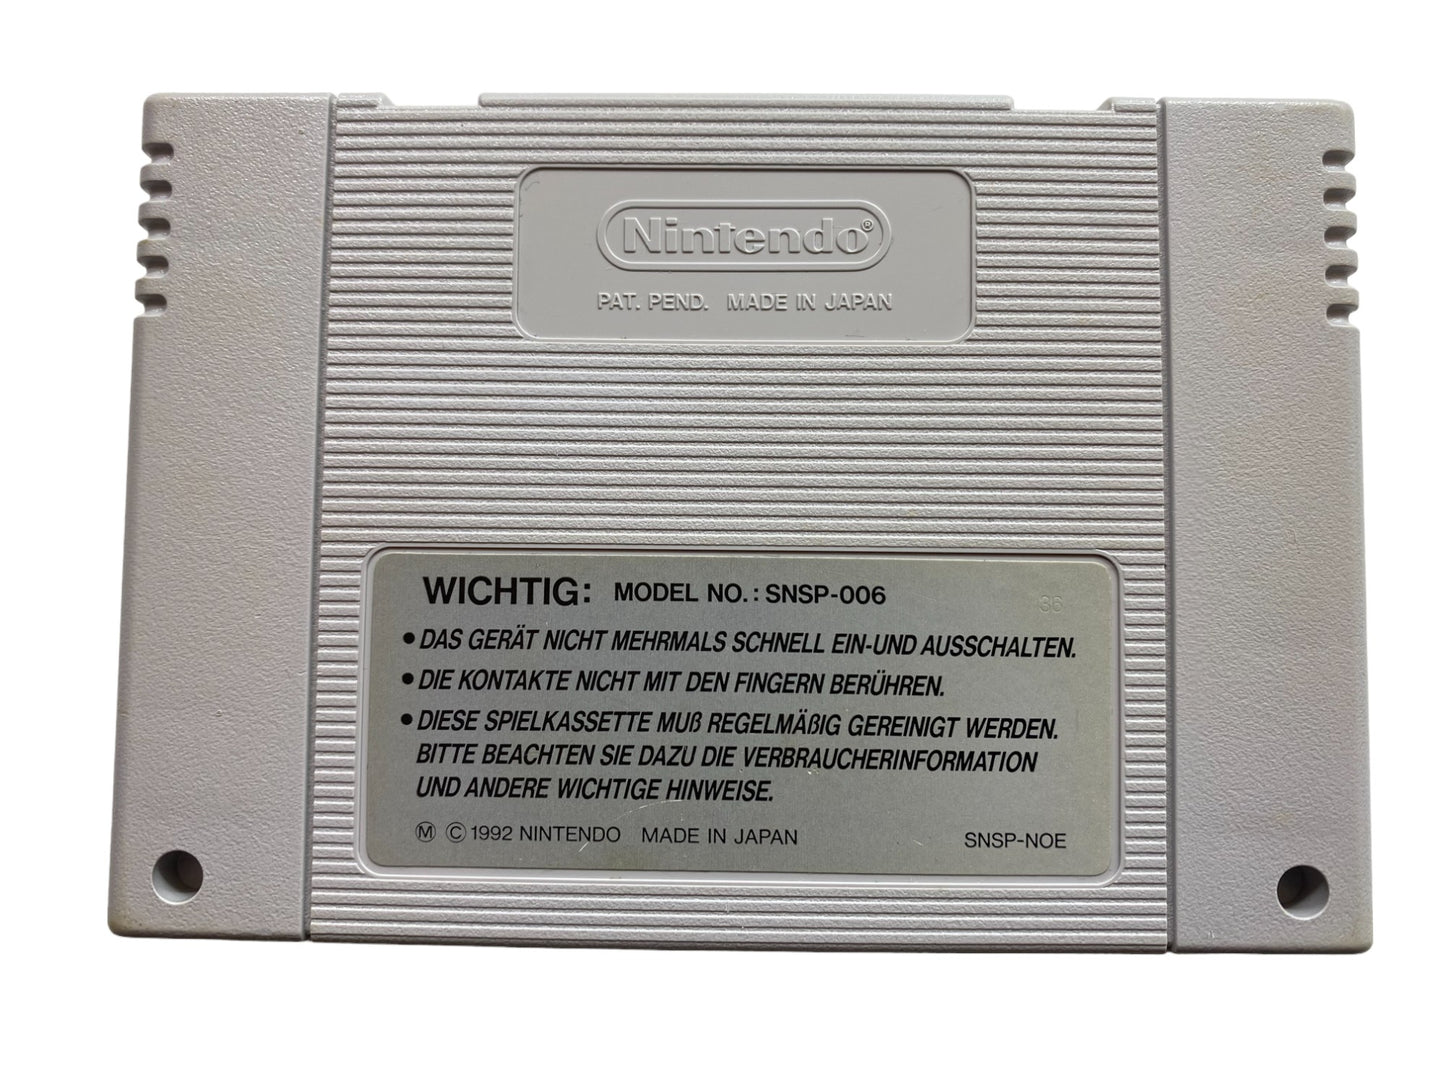 Nintendo®
PAT. PEND. MADE IN JAPAN
WICHTIG: MODEL NO.: SNSP-006
36
• DAS GERÄT NICHT MEHRMALS SCHNELL EIN-UND AUSSCHALTEN.
• DIE KONTAKTE NICHT MIT DEN FINGERN BERÜHREN.
• DIESE SPIELKASSETTE MUß REGELMÄßIG GEREINIGT WERDEN.
BITTE BEACHTEN SIE DAZU DIE VERBRAUCHERINFORMATION
UND ANDERE WICHTIGE HINWEISE.
Ⓜ © 1992 NINTENDO MADE IN JAPAN SNSP-NOE